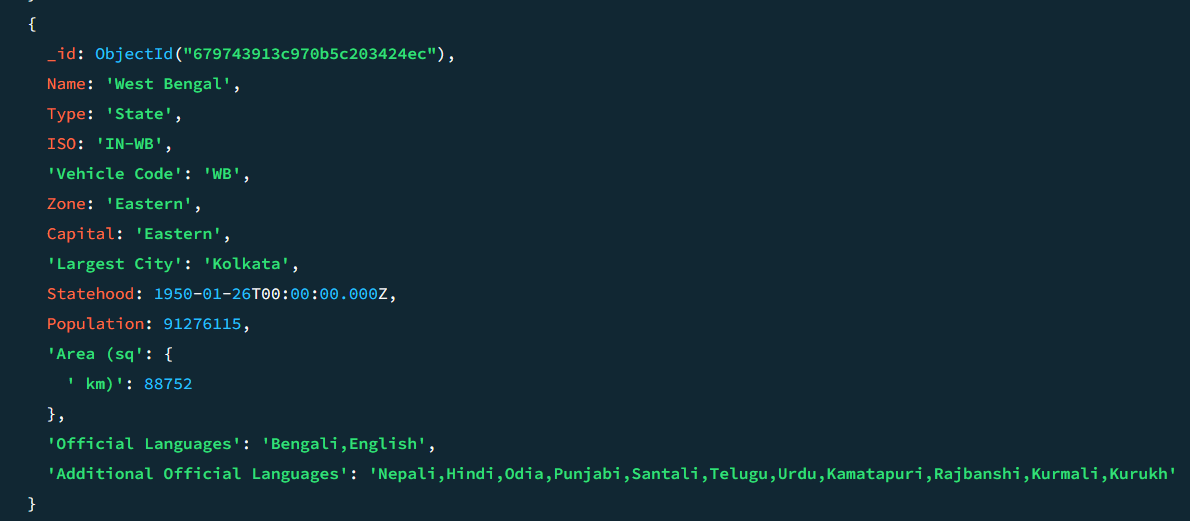 {
_id: ObjectId("679743913c970b5c203424ec"),
Name: 'West Bengal',
Type: 'State',
ISO: 'IN-WB',
'Vehicle Code': 'WB',
Zone: 'Eastern',
Capital: 'Eastern',
'Largest City': 'Kolkata',
Statehood: 1950-01-26T00:00:00.000Z,
Population: 91276115,
'Area (sq': {
' km)': 88752
},
'Official Languages': 'Bengali,English',
'Additional Official Languages': 'Nepali,Hindi,Odia,Punjabi,Santali,Telugu,Urdu,Kamatapuri,Rajbanshi,Kurmali,Kurukh'
}